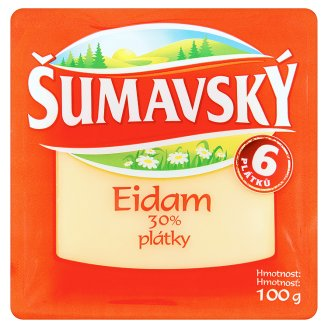 ŠUMAVSKÝ
6
PLÁTKŮ
Eidam
30%
plátky
Hmotnosť:
Hmotnost:
100 g